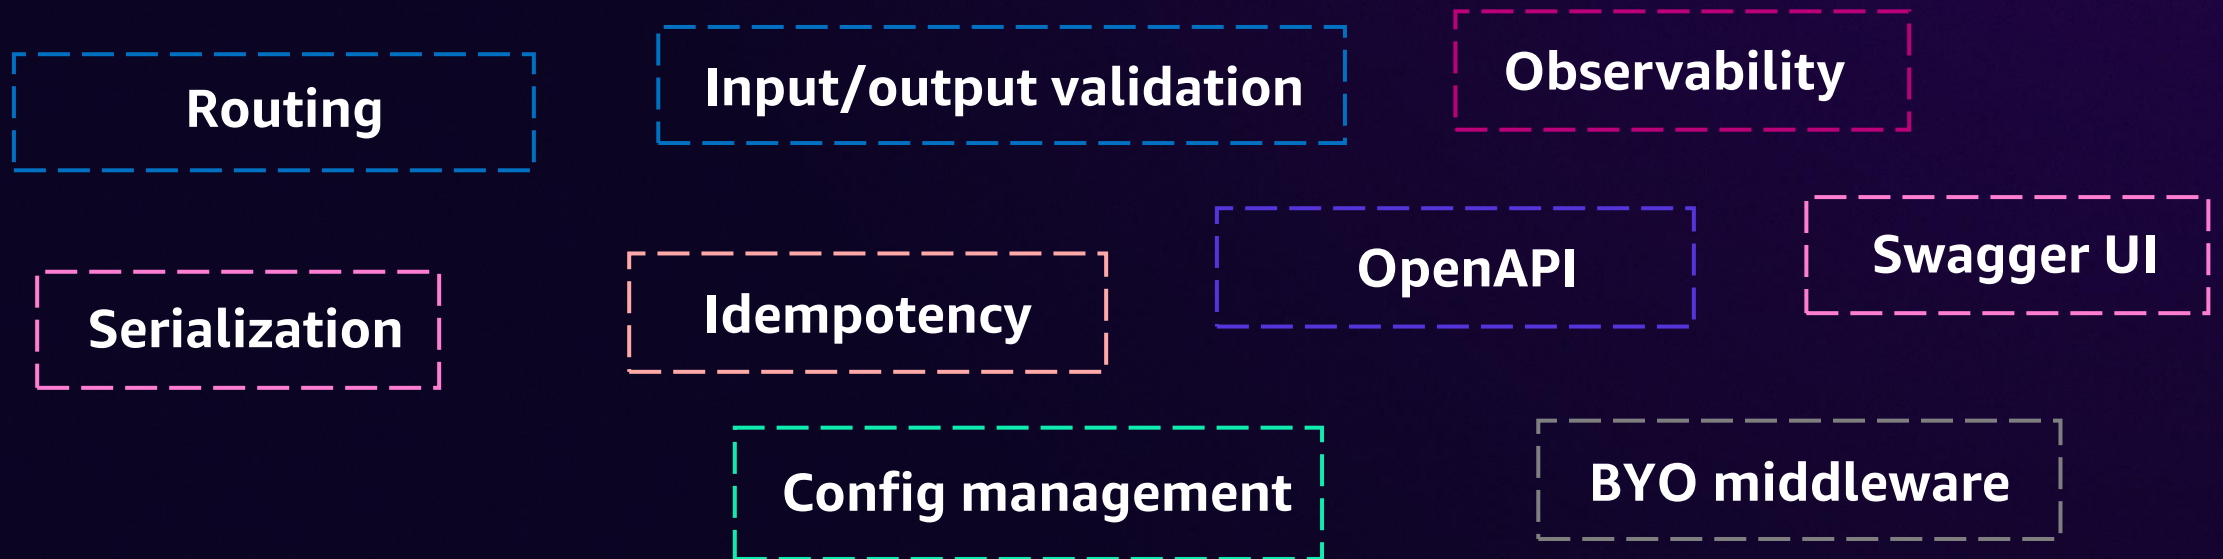 Routing
Input/output validation
Observability
Serialization
Idempotency
OpenAPI
Swagger UI
Config management
BYO middleware